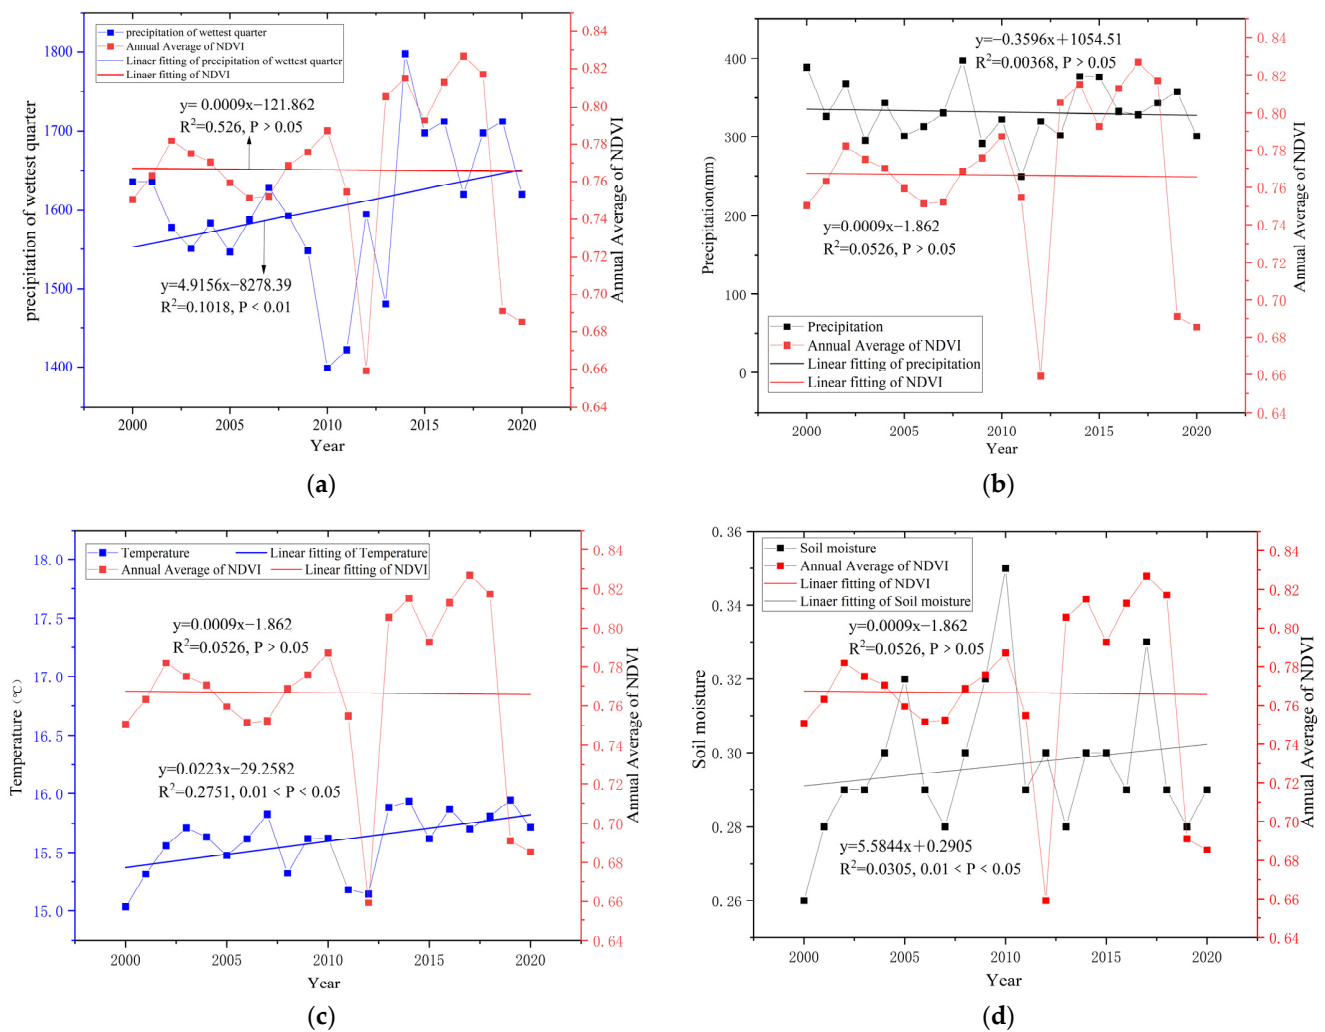 precipitation of wettest quarter
Annual Average of NDVI
Linaer fitting of precipitation of wettest quarter
Linaer fitting of NDVI
y= 0.0009x−121.862
R²=0.526, P > 0.05
y=4.9156x−8278.39
R²=0.1018, P < 0.01
1800
1700
1600
1500
1400
precipitation of wettest quarter
0.84
0.82
0.80
0.78
0.76
0.74
0.72
0.70
0.68
0.66
0.64
Annual Average of NDVI
2000 2005 2010 2015 2020
Year
(a)
y=−0.3596x+1054.51
R²=0.00368, P > 0.05
y=0.0009x−1.862
R²=0.0526, P > 0.05
Precipitation
Annual Average of NDVI
Linear fitting of precipitation
Linear fitting of NDVI
400
300
200
100
0
Precipitation(mm)
0.84
0.82
0.80
0.78
0.76
0.74
0.72
0.70
0.68
0.66
0.64
Annual Average of NDVI
2000 2005 2010 2015 2020
Year
(b)
Temperature Linear fitting of Temperature
Annual Average of NDVI Linear fitting of NDVI
y=0.0009x−1.862
R²=0.0526, P > 0.05
y=0.0223x−29.2582
R²=0.2751, 0.01 < P < 0.05
18.0
17.5
17.0
16.5
16.0
15.5
15.0
Temperature (℃)
0.84
0.82
0.80
0.78
0.76
0.74
0.72
0.70
0.68
0.66
0.64
Annual Average of NDVI
2000 2005 2010 2015 2020
Year
(c)
Soil moisture
Annual Average of NDVI
Linaer fitting of NDVI
Linaer fitting of Soil moisture
y=0.0009x−1.862
R²=0.0526, P > 0.05
y=5.5844x+0.2905
R²=0.0305, 0.01 < P < 0.05
0.36
0.34
0.32
0.30
0.28
0.26
Soil moisture
0.84
0.82
0.80
0.78
0.76
0.74
0.72
0.70
0.68
0.66
0.64
Annual Average of NDVI
2000 2005 2010 2015 2020
Year
(d)